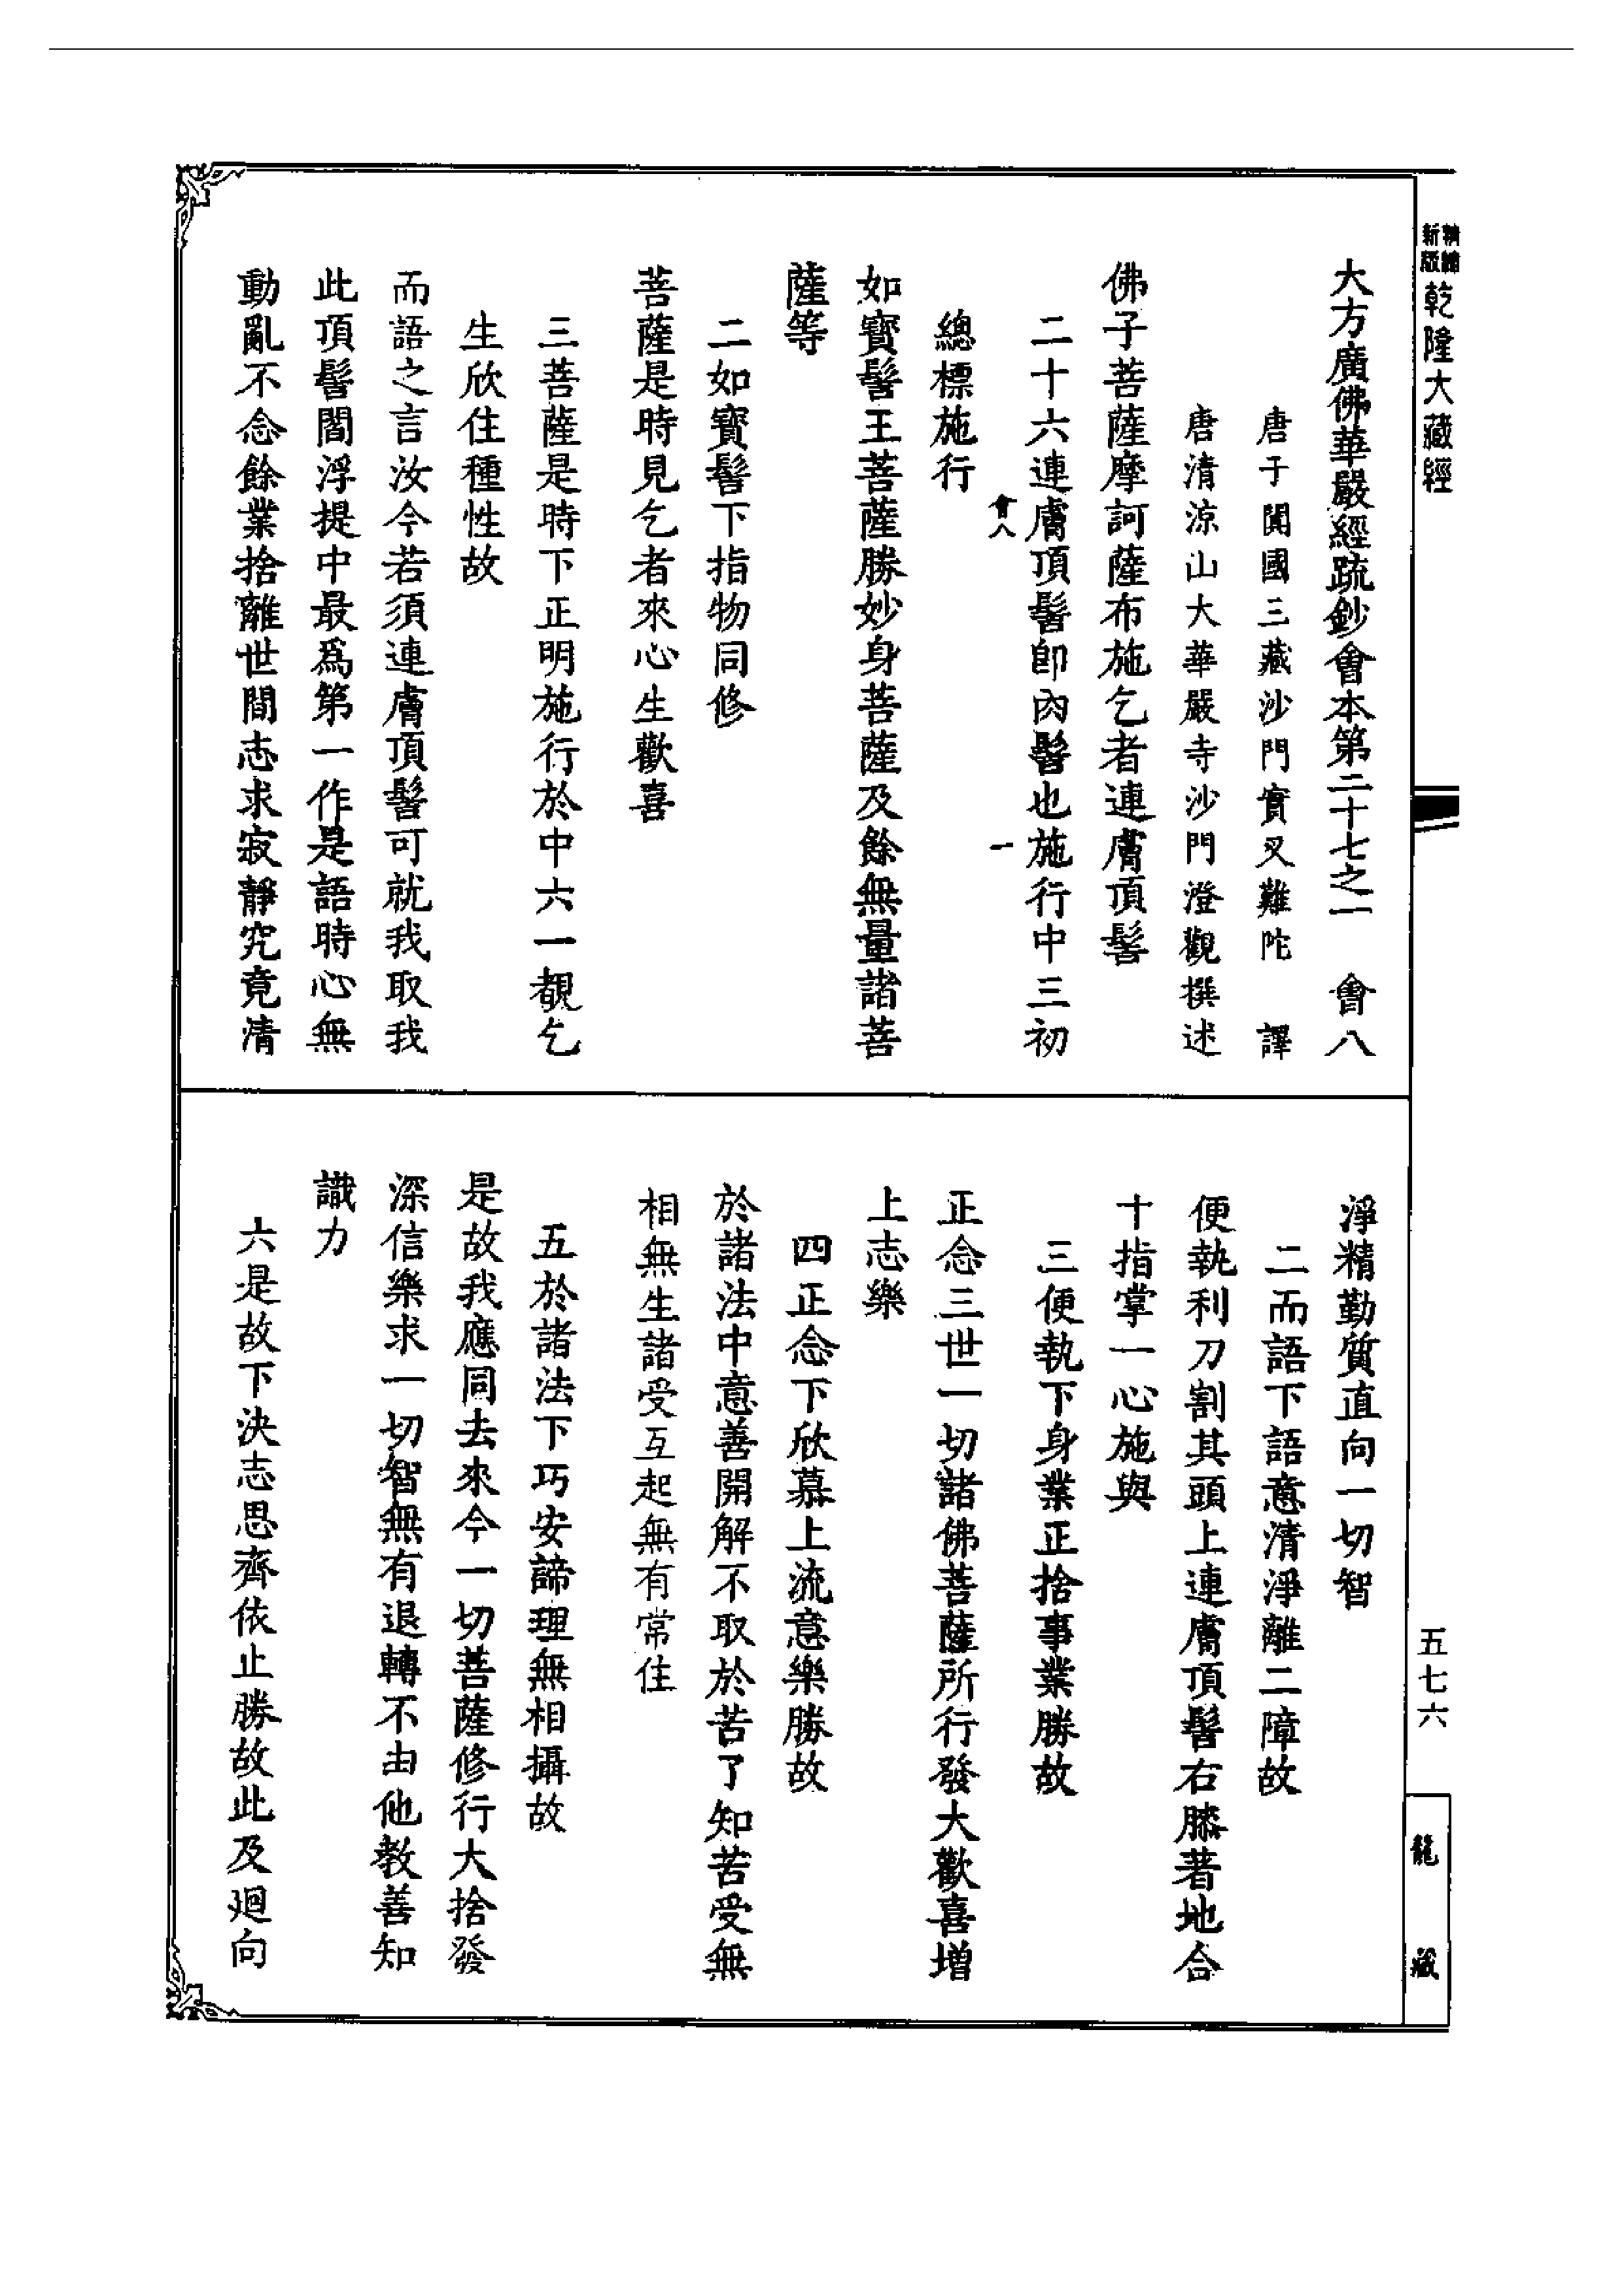 精縮新版 乾隆大藏經
大方廣佛華嚴經疏鈔會本第二十七之一　會八
唐于闐國三藏沙門實叉難陀　譯
唐清涼山大華嚴寺沙門澄觀撰述
佛子菩薩摩訶薩布施乞者連膚頂髻
二十六連膚頂髻卽肉髻也施行中三初
會八　一
總標施行
如寶髻王菩薩勝妙身菩薩及餘無量諸菩
薩等
二如寶髻下指物同修
菩薩是時見乞者來心生歡喜
三菩薩是時下正明施行於中六一覩乞
生欣住種性故
而語之言汝今若須連膚頂髻可就我取我
此頂髻閻浮提中最爲第一作是語時心無
動亂不念餘業捨離世間志求寂靜究竟清
淨精勤質直向一切智
二而語下語意清淨離二障故
便執利刀割其頭上連膚頂髻右膝著地合
十指掌一心施與
三便執下身業正捨事業勝故
正念三世一切諸佛菩薩所行發大歡喜增
上志樂
四正念下欣慕上流意樂勝故
於諸法中意善開解不取於苦了知苦受無
相無生諸受互起無有常住
五於諸法下巧安諦理無相攝故
是故我應同去來今一切菩薩修行大捨發
深信樂求一切智無有退轉不由他教善知
識力
六是故下決志思齊依止勝故此及迴向
五七六
龍藏